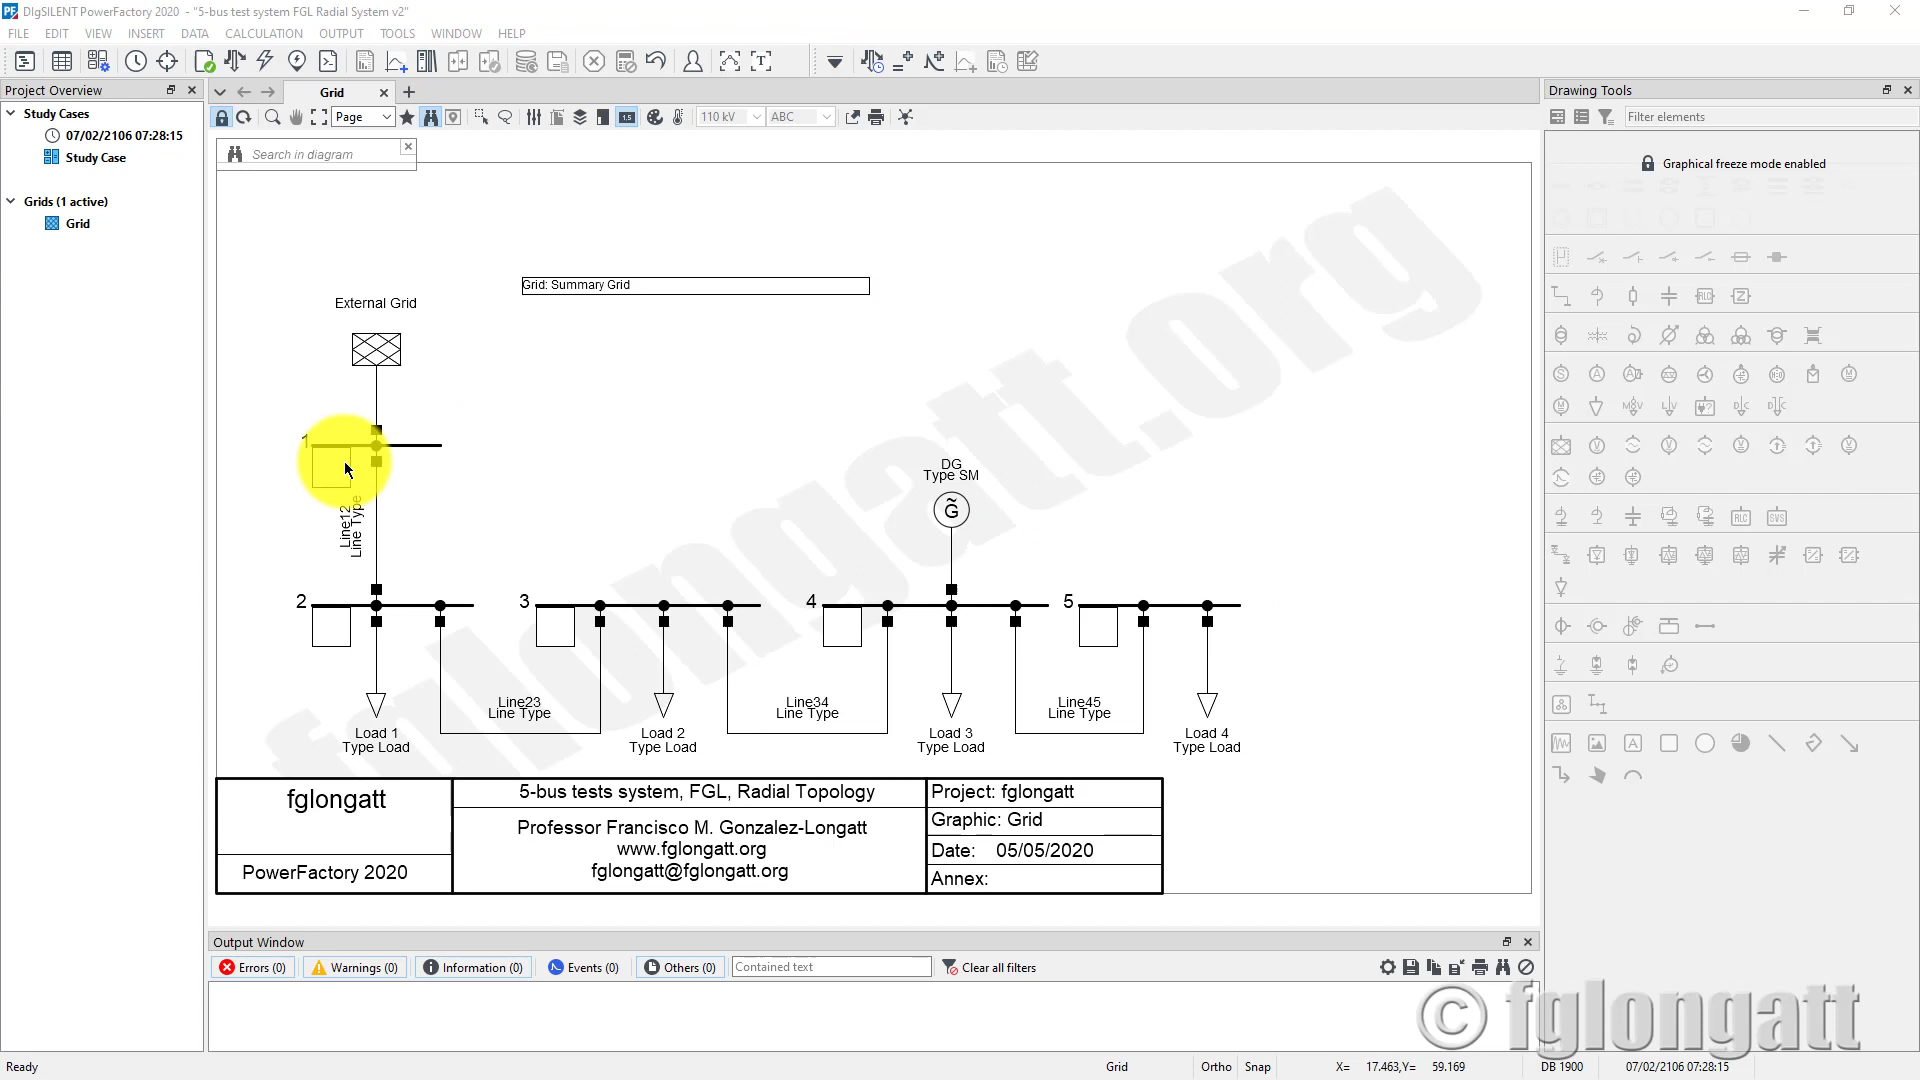 DIgSILENT PowerFactory 2020 - "5-bus test system FGL Radial System v2"
FILE EDIT VIEW INSERT DATA CALCULATION OUTPUT TOOLS WINDOW HELP
Project Overview
Grid
Drawing Tools
Study Cases
07/02/2106 07:28:15
Study Case
Grids (1 active)
Grid
Page
1.5
110 kV
ABC
Filter elements
Search in diagram
Graphical freeze mode enabled
Grid: Summary Grid
External Grid
1
Line12
Line Type
DG
Type SM
G
2
3
4
5
Line23
Line Type
Line34
Line Type
Line45
Line Type
Load 1
Type Load
Load 2
Type Load
Load 3
Type Load
Load 4
Type Load
fglongatt.org
fglongatt
PowerFactory 2020
5-bus tests system, FGL, Radial Topology
Professor Francisco M. Gonzalez-Longatt
www.fglongatt.org
fglongatt@fglongatt.org
Project: fglongatt
Graphic: Grid
Date: 05/05/2020
Annex:
Output Window
Errors (0)
Warnings (0)
Information (0)
Events (0)
Others (0)
Contained text
Clear all filters
© fglongatt
Ready
Grid
Ortho
Snap
X= 17.463,Y= 59.169
DB 1900
07/02/2106 07:28:15